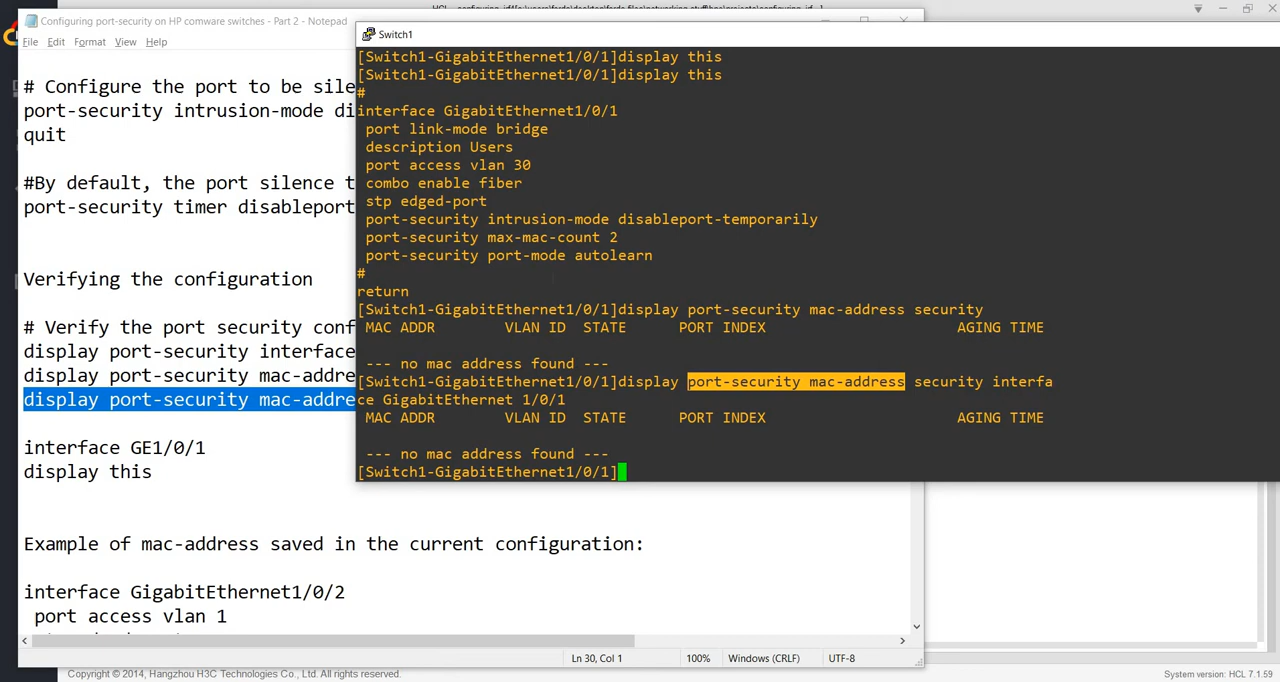 Configuring port-security on HP comware switches - Part 2 - Notepad
File Edit Format View Help
# Configure the port to be sile
port-security intrusion-mode di
quit
#By default, the port silence t
port-security timer disableport
Verifying the configuration
# Verify the port security conf
display port-security interface
display port-security mac-addre
display port-security mac-addre
interface GE1/0/1
display this
Example of mac-address saved in the current configuration:
interface GigabitEthernet1/0/2
port access vlan 1
Ln 30, Col 1
100%
Windows (CRLF)
UTF-8
Switch1
[Switch1-GigabitEthernet1/0/1]display this
[Switch1-GigabitEthernet1/0/1]display this
#
interface GigabitEthernet1/0/1
port link-mode bridge
description Users
port access vlan 30
combo enable fiber
stp edged-port
port-security intrusion-mode disableport-temporarily
port-security max-mac-count 2
port-security port-mode autolearn
#
return
[Switch1-GigabitEthernet1/0/1]display port-security mac-address security
MAC ADDR VLAN ID STATE PORT INDEX AGING TIME
--- no mac address found ---
[Switch1-GigabitEthernet1/0/1]display port-security mac-address security interfa
ce GigabitEthernet 1/0/1
MAC ADDR VLAN ID STATE PORT INDEX AGING TIME
--- no mac address found ---
[Switch1-GigabitEthernet1/0/1]
Copyright © 2014, Hangzhou H3C Technologies Co., Ltd. All rights reserved.
System version: HCL 7.1.59